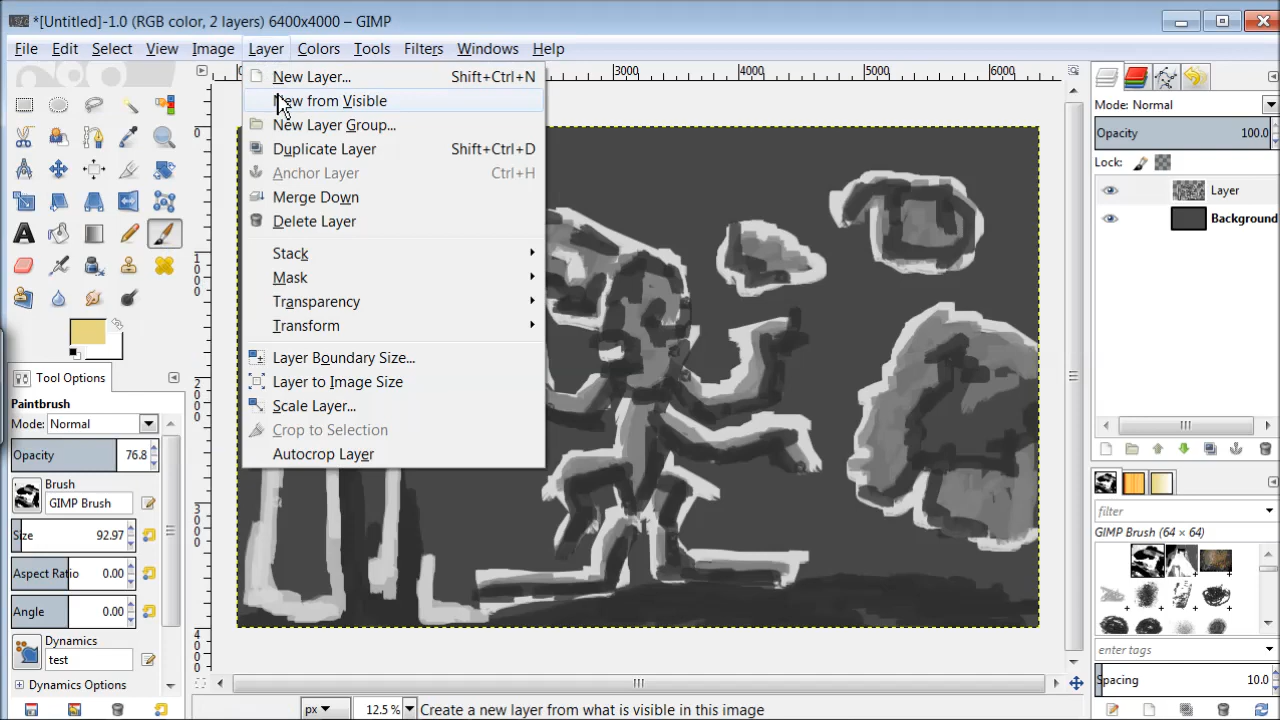 *[Untitled]-1.0 (RGB color, 2 layers) 6400x4000 – GIMP
File Edit Select View Image Layer Colors Tools Filters Windows Help
New Layer... Shift+Ctrl+N
New from Visible
New Layer Group...
Duplicate Layer Shift+Ctrl+D
Anchor Layer Ctrl+H
Merge Down
Delete Layer
Stack
Mask
Transparency
Transform
Layer Boundary Size...
Layer to Image Size
Scale Layer...
Crop to Selection
Autocrop Layer
3000 4000 5000 6000
0
1000
2000
3000
4000
Tool Options
Paintbrush
Mode: Normal
Opacity 76.8
Brush
GIMP Brush
Size 92.97
Aspect Ratio 0.00
Angle 0.00
Dynamics
test
Dynamics Options
px 12.5% Create a new layer from what is visible in this image
Mode: Normal
Opacity 100.0
Lock:
Layer
Background
filter
GIMP Brush (64 × 64)
enter tags
Spacing 10.0